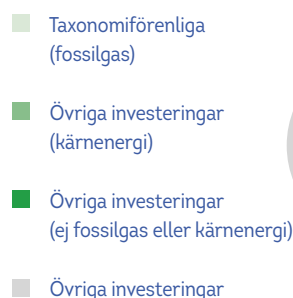 Taxonomiförenliga
(fossilgas)
Övriga investeringar
(kärnenergi)
Övriga investeringar
(ej fossilgas eller kärnenergi)
Övriga investeringar